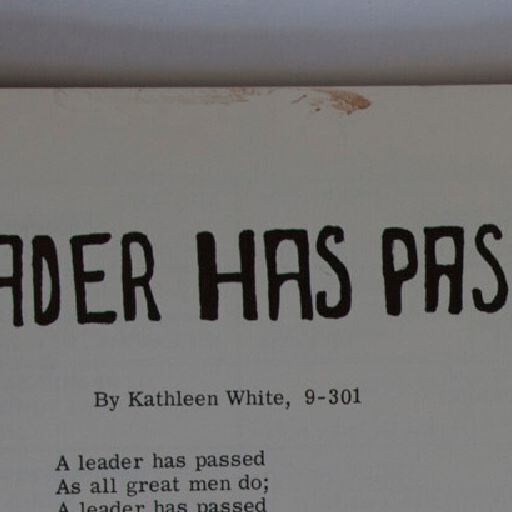 ADER HAS PAS
By Kathleen White, 9-301
A leader has passed
As all great men do;
A leader has passed